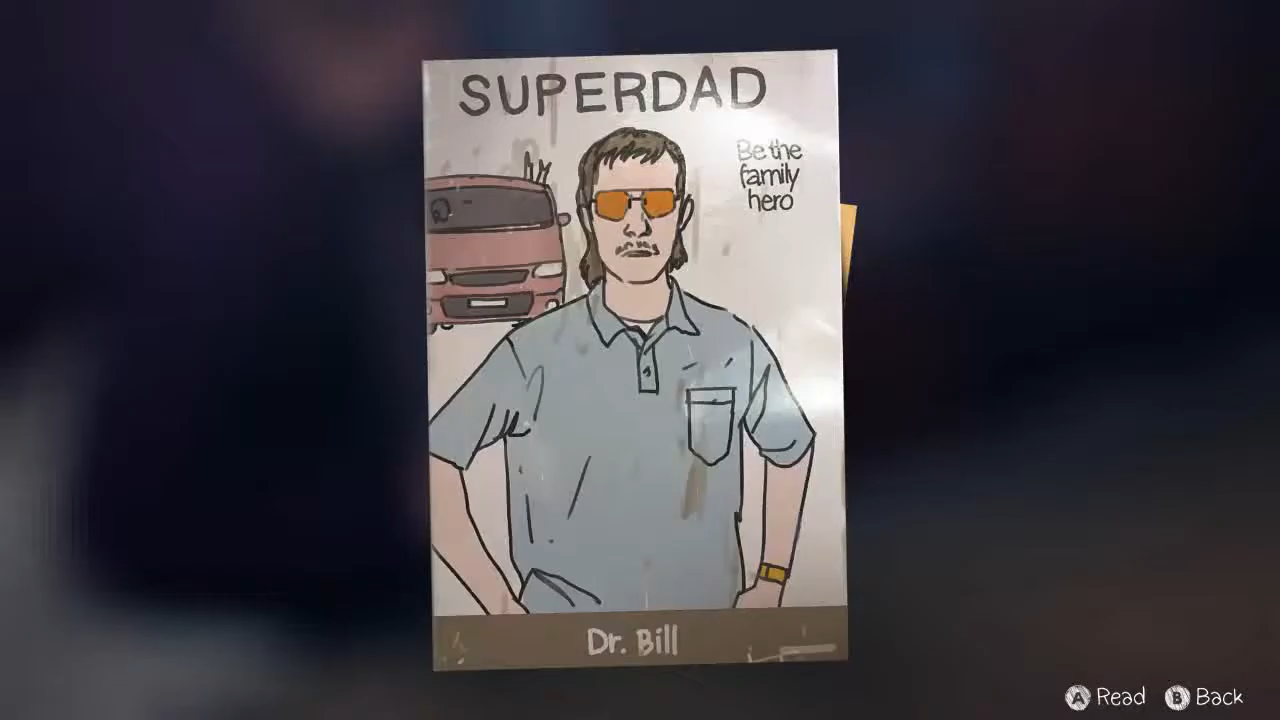 SUPERDAD
Be the
family
hero
Dr. Bill
A Read B Back